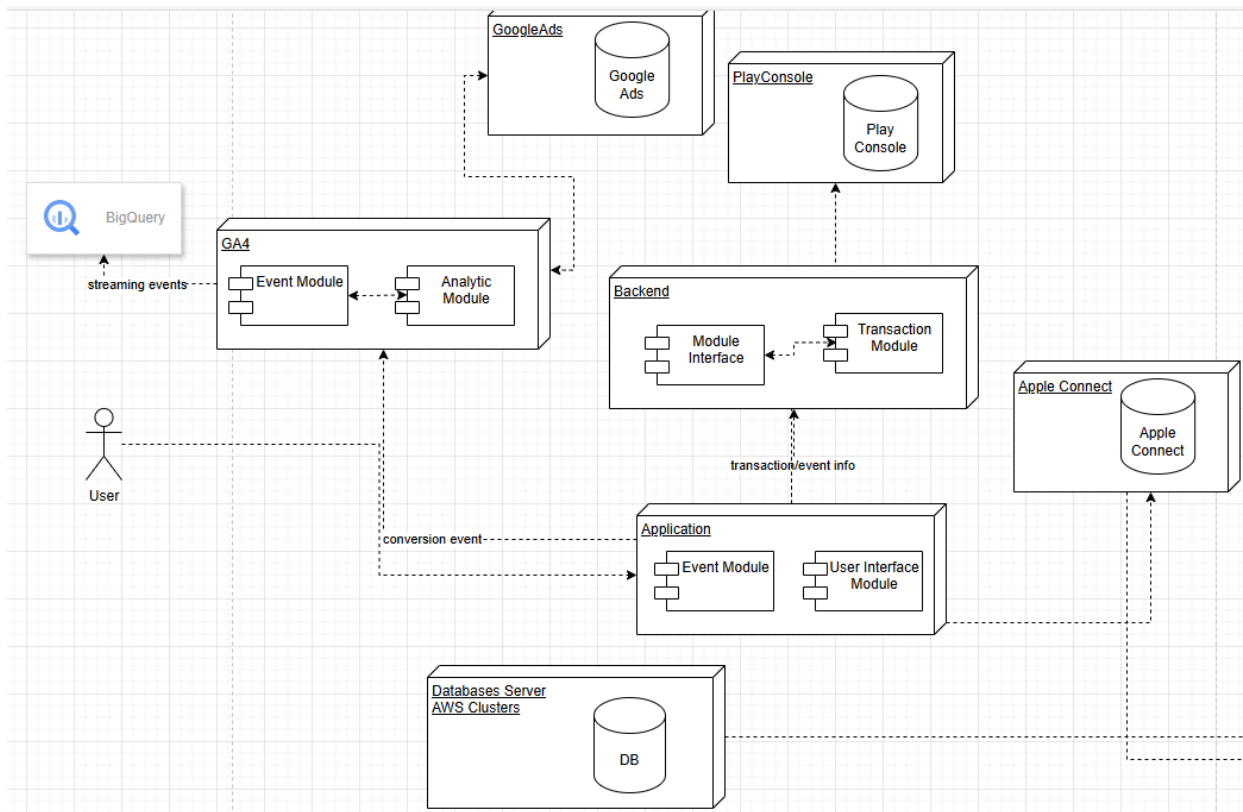 GoogleAds
Google
Ads
PlayConsole
Play
Console
BigQuery
GA4
Event Module
Analytic
Module
streaming events
Backend
Module
Interface
Transaction
Module
Apple Connect
Apple
Connect
User
transaction/event info
Application
conversion event
Event Module
User Interface
Module
Databases Server
AWS Clusters
DB